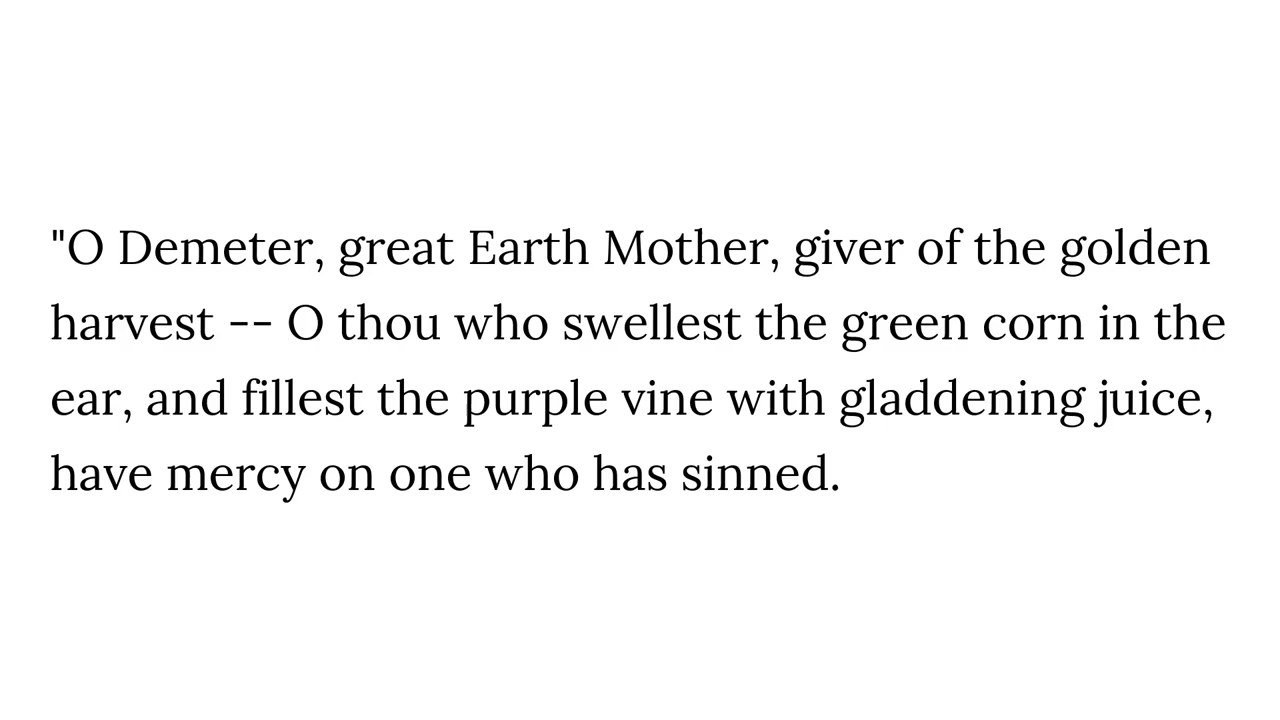 "O Demeter, great Earth Mother, giver of the golden
harvest -- O thou who swellest the green corn in the
ear, and fillest the purple vine with gladdening juice,
have mercy on one who has sinned.